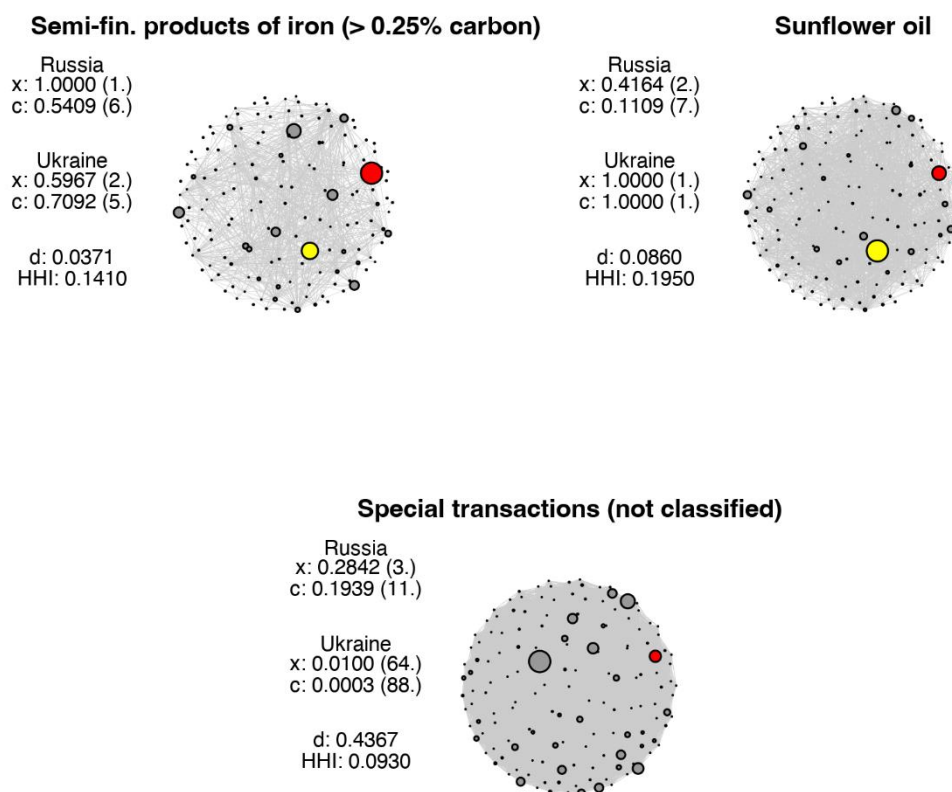 Semi-fin. products of iron (> 0.25% carbon)
Russia
x: 1.0000 (1.)
c: 0.5409 (6.)
Ukraine
x: 0.5967 (2.)
c: 0.7092 (5.)
d: 0.0371
HHI: 0.1410
Sunflower oil
Russia
x: 0.4164 (2.)
c: 0.1109 (7.)
Ukraine
x: 1.0000 (1.)
c: 1.0000 (1.)
d: 0.0860
HHI: 0.1950
Special transactions (not classified)
Russia
x: 0.2842 (3.)
c: 0.1939 (11.)
Ukraine
x: 0.0100 (64.)
c: 0.0003 (88.)
d: 0.4367
HHI: 0.0930